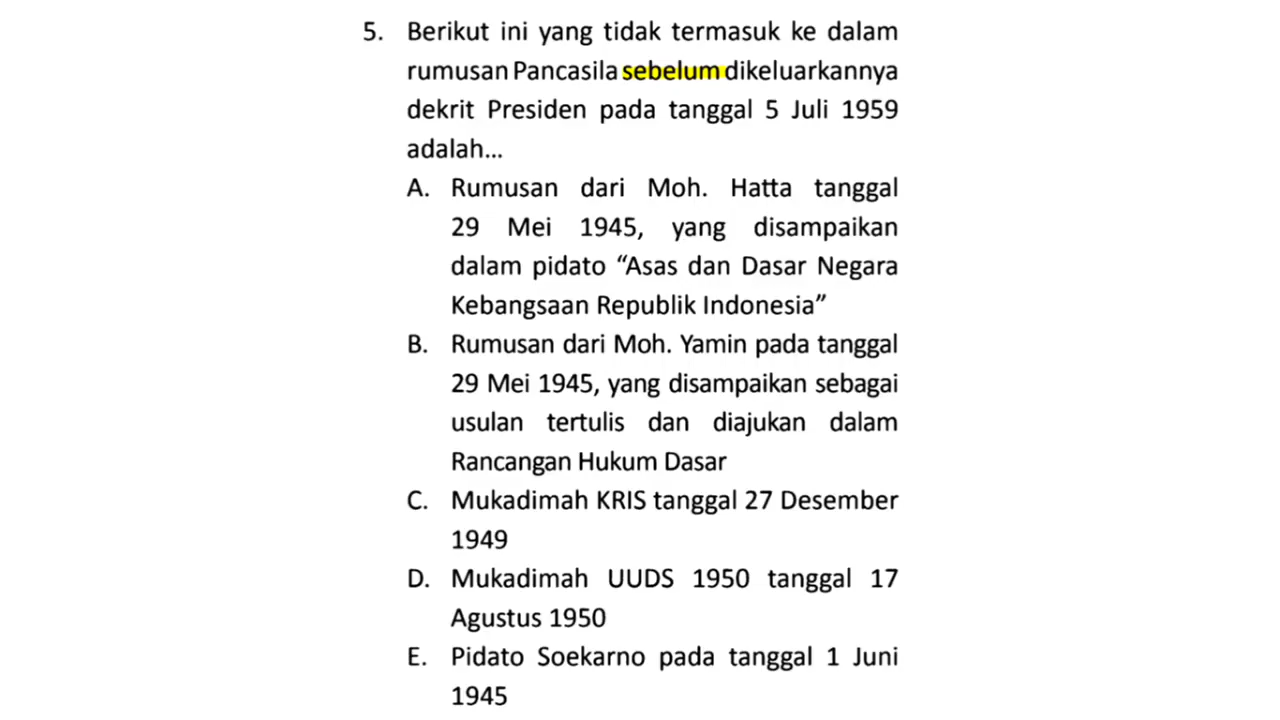 5. Berikut ini yang tidak termasuk ke dalam
rumusan Pancasila sebelum dikeluarkannya
dekrit Presiden pada tanggal 5 Juli 1959
adalah...
A. Rumusan dari Moh. Hatta tanggal
29 Mei 1945, yang disampaikan
dalam pidato “Asas dan Dasar Negara
Kebangsaan Republik Indonesia”
B. Rumusan dari Moh. Yamin pada tanggal
29 Mei 1945, yang disampaikan sebagai
usulan tertulis dan diajukan dalam
Rancangan Hukum Dasar
C. Mukadimah KRIS tanggal 27 Desember
1949
D. Mukadimah UUDS 1950 tanggal 17
Agustus 1950
E. Pidato Soekarno pada tanggal 1 Juni
1945